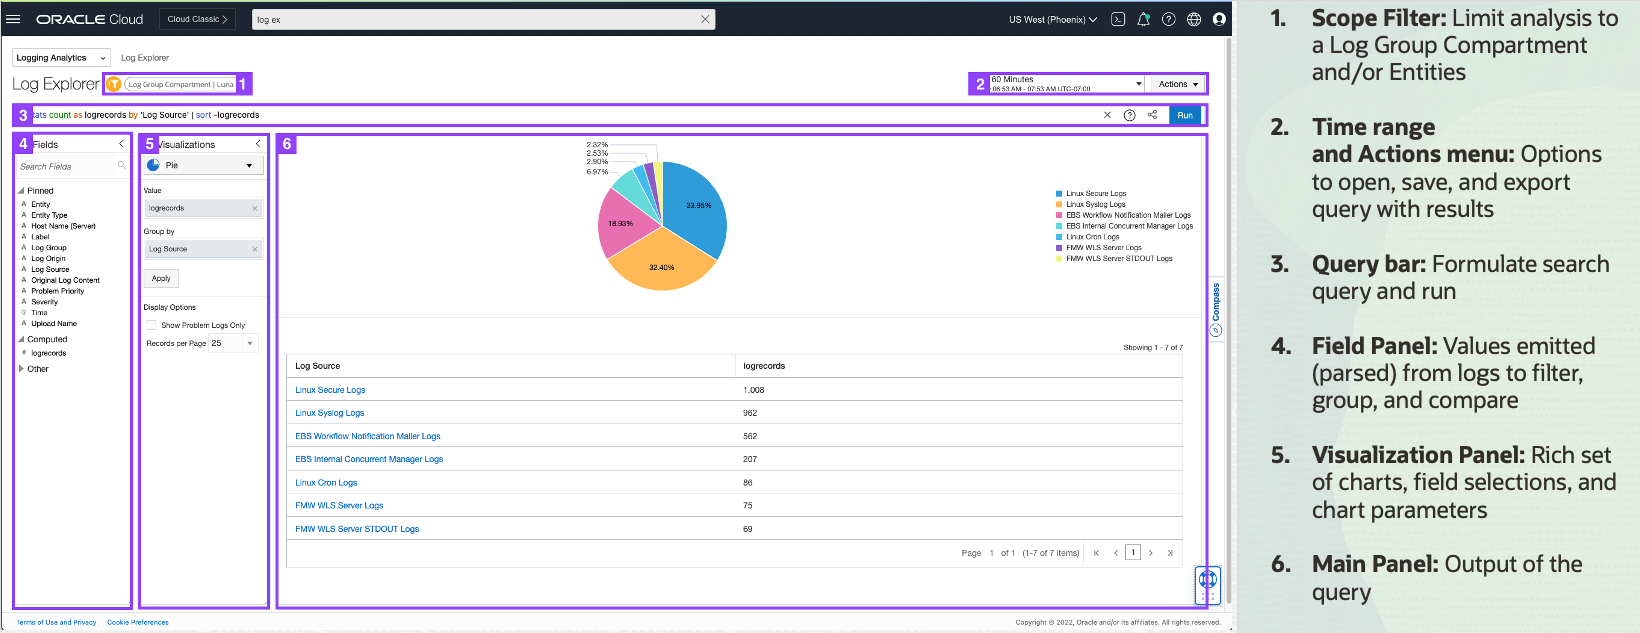 ORACLE Cloud
Cloud Classic >
log ex
US West (Phoenix)
Logging Analytics
Log Explorer
Log Explorer
Log Group Compartment | Luna
1
2
60 Minutes
06:53 AM - 07:53 AM UTC-07:00
Actions
3
tats count as logrecords by 'Log Source' | sort -logrecords
Run
4
Fields
Search Fields
Pinned
A Entity
A Entity Type
A Host Name (Server)
A Label
A Log Group
A Log Origin
A Log Source
A Original Log Content
A Problem Priority
A Severity
Time
A Upload Name
Computed
# logrecords
Other
5
Visualizations
Pie
Value
logrecords
Group by
Log Source
Apply
Display Options
Show Problem Logs Only
Records per Page 25
6
2.32%
2.53%
2.90%
6.97%
18.93%
33.95%
32.40%
Linux Secure Logs
Linux Syslog Logs
EBS Workflow Notification Mailer Logs
EBS Internal Concurrent Manager Logs
Linux Cron Logs
FMW WLS Server Logs
FMW WLS Server STDOUT Logs
Compass
Showing 1 - 7 of 7
Log Source logrecords
Linux Secure Logs 1,008
Linux Syslog Logs 962
EBS Workflow Notification Mailer Logs 562
EBS Internal Concurrent Manager Logs 207
Linux Cron Logs 86
FMW WLS Server Logs 75
FMW WLS Server STDOUT Logs 69
Page 1 of 1 (1-7 of 7 items) 1
Terms of Use and Privacy Cookie Preferences
Copyright © 2022, Oracle and/or its affiliates. All rights reserved.
1. Scope Filter: Limit analysis to
a Log Group Compartment
and/or Entities
2. Time range
and Actions menu: Options
to open, save, and export
query with results
3. Query bar: Formulate search
query and run
4. Field Panel: Values emitted
(parsed) from logs to filter,
group, and compare
5. Visualization Panel: Rich set
of charts, field selections, and
chart parameters
6. Main Panel: Output of the
query